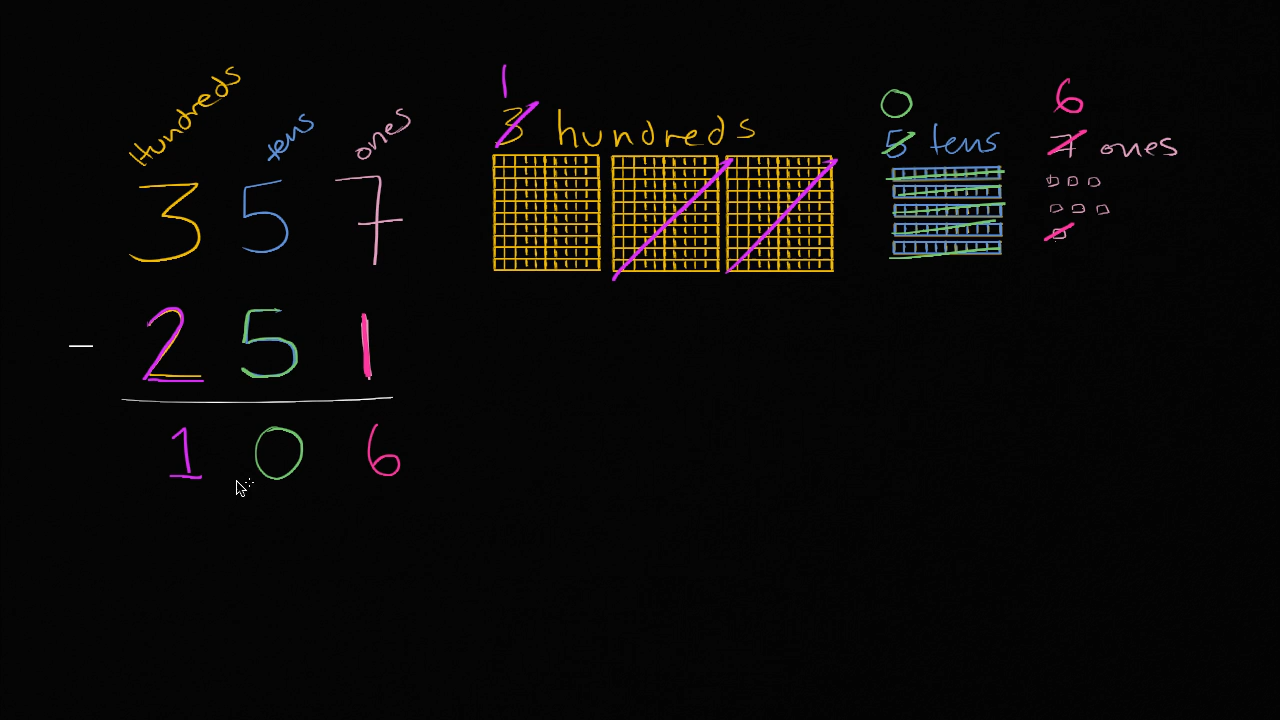 Hundreds tens ones
3 5 7
- 2 5 1
1 0 6
1
3 hundreds
0
5 tens
6
7 ones